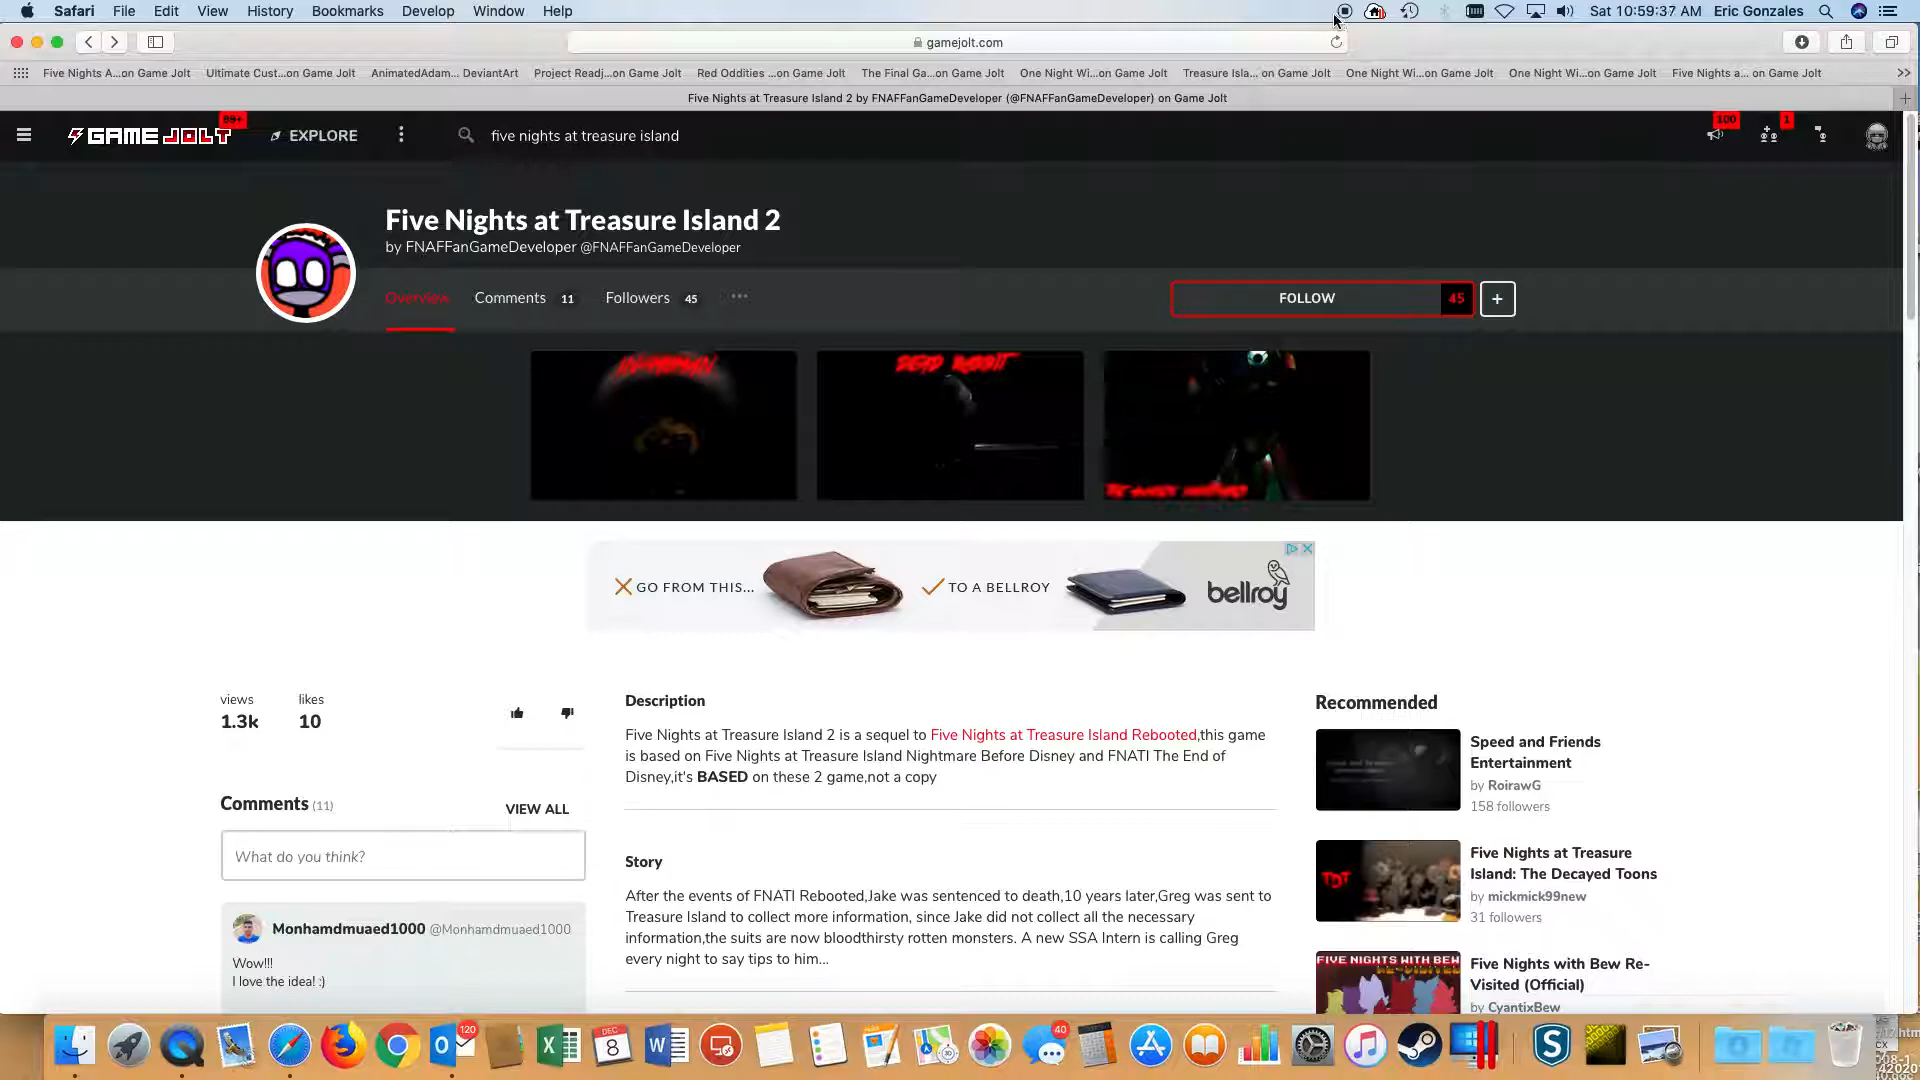 Safari File Edit View History Bookmarks Develop Window Help Sat 10:59:37 AM Eric Gonzales
gamejolt.com
Five Nights A...on Game Jolt Ultimate Cust...on Game Jolt AnimatedAdam... DeviantArt Project Readj...on Game Jolt Red Oddities ...on Game Jolt The Final Ga...on Game Jolt One Night Wi...on Game Jolt Treasure Isla... on Game Jolt One Night Wi...on Game Jolt One Night Wi...on Game Jolt Five Nights a... on Game Jolt
Five Nights at Treasure Island 2 by FNAFFanGameDeveloper (@FNAFFanGameDeveloper) on Game Jolt
GAME JOLT 99+ EXPLORE five nights at treasure island 100 1
Five Nights at Treasure Island 2
by FNAFFanGameDeveloper @FNAFFanGameDeveloper
Overview Comments 11 Followers 45 FOLLOW 45
DEAD RABBIT
GO FROM THIS... TO A BELLROY bellroy
views likes
1.3k 10
Comments (11) VIEW ALL
What do you think?
Monhamdmuaed1000 @Monhamdmuaed1000
Wow!!!
I love the idea! :)
Description
Five Nights at Treasure Island 2 is a sequel to Five Nights at Treasure Island Rebooted,this game
is based on Five Nights at Treasure Island Nightmare Before Disney and FNATI The End of
Disney,it's BASED on these 2 game,not a copy
Story
After the events of FNATI Rebooted,Jake was sentenced to death,10 years later,Greg was sent to
Treasure Island to collect more information, since Jake did not collect all the necessary
information,the suits are now bloodthirsty rotten monsters. A new SSA Intern is calling Greg
every night to say tips to him...
Recommended
Speed and Friends
Entertainment
by RoirawG
158 followers
TDT
Five Nights at Treasure
Island: The Decayed Toons
by mickmick99new
31 followers
FIVE NIGHTS WITH BEW
RE-VISITED
Five Nights with Bew Re-
Visited (Official)
by CyantixBew
120 DEC 8 40